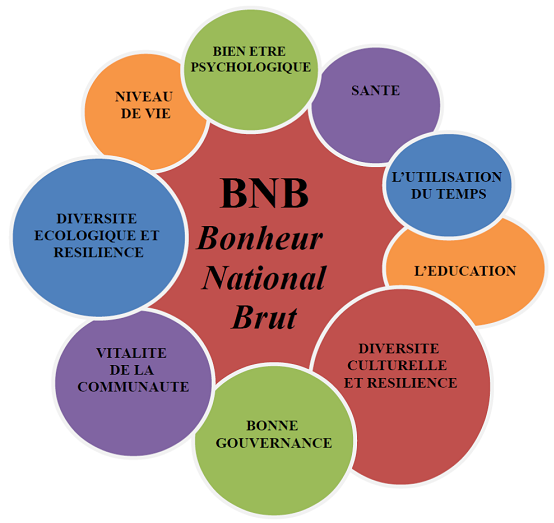 BNB
Bonheur
National
Brut
BIEN ETRE
PSYCHOLOGIQUE
SANTE
L'UTILISATION
DU TEMPS
L'EDUCATION
DIVERSITE
CULTURELLE
ET RESILIENCE
BONNE
GOUVERNANCE
VITALITE
DE LA
COMMUNAUTE
DIVERSITE
ECOLOGIQUE ET
RESILIENCE
NIVEAU
DE VIE